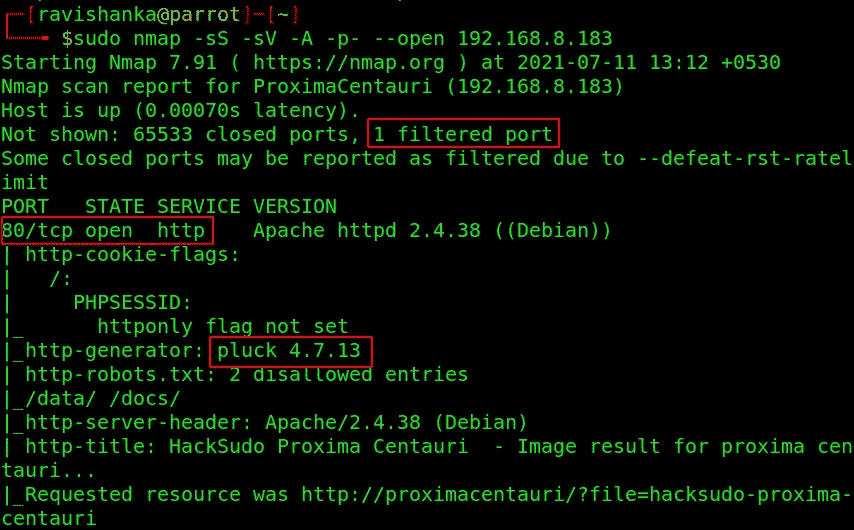 ┌─[ravishanka@parrot]─[~]
└──╼ $sudo nmap -sS -sV -A -p- --open 192.168.8.183
Starting Nmap 7.91 ( https://nmap.org ) at 2021-07-11 13:12 +0530
Nmap scan report for ProximaCentauri (192.168.8.183)
Host is up (0.00070s latency).
Not shown: 65533 closed ports, 1 filtered port
Some closed ports may be reported as filtered due to --defeat-rst-ratel
imit
PORT   STATE SERVICE VERSION
80/tcp open  http    Apache httpd 2.4.38 ((Debian))
| http-cookie-flags:
|   /:
|     PHPSESSID:
|_      httponly flag not set
|_http-generator: pluck 4.7.13
| http-robots.txt: 2 disallowed entries
|_/data/ /docs/
|_http-server-header: Apache/2.4.38 (Debian)
| http-title: HackSudo Proxima Centauri  - Image result for proxima cen
tauri...
|_Requested resource was http://proximacentauri/?file=hacksudo-proxima-
centauri